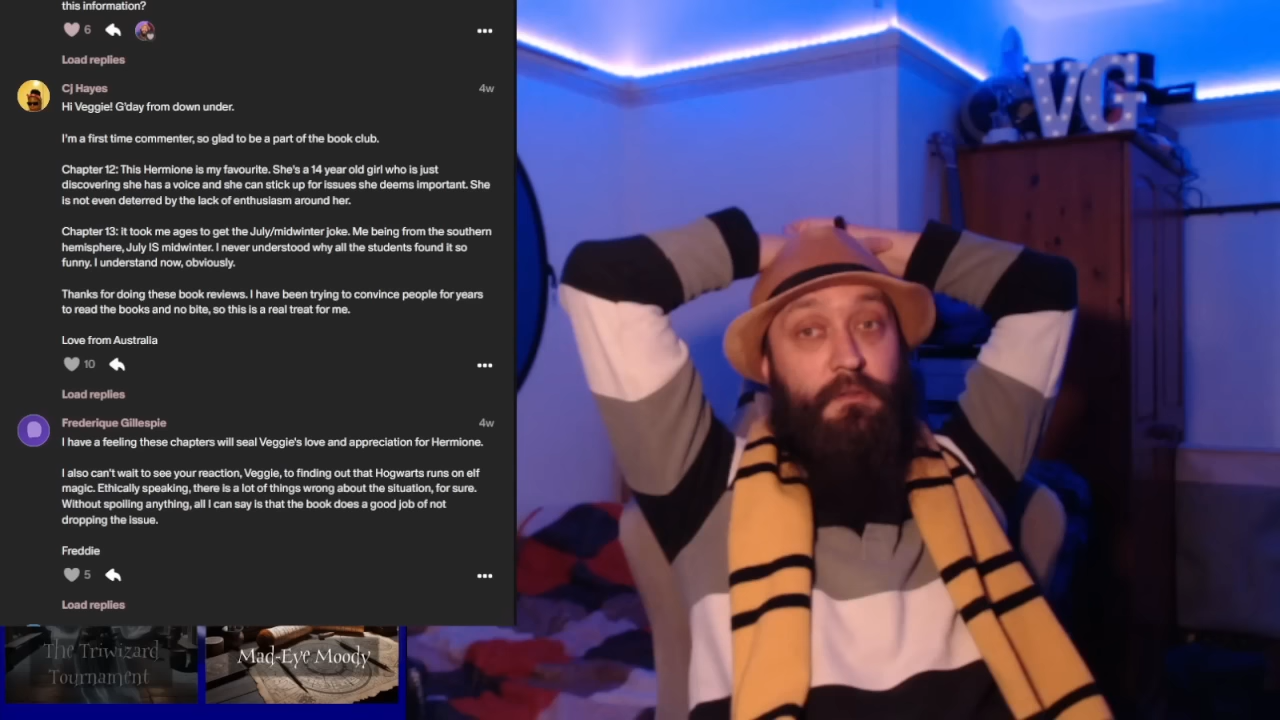 this information?
6
Load replies
Cj Hayes 4w
Hi Veggie! G'day from down under.
I'm a first time commenter, so glad to be a part of the book club.
Chapter 12: This Hermione is my favourite. She's a 14 year old girl who is just
discovering she has a voice and she can stick up for issues she deems important. She
is not even deterred by the lack of enthusiasm around her.
Chapter 13: it took me ages to get the July/midwinter joke. Me being from the southern
hemisphere, July IS midwinter. I never understood why all the students found it so
funny. I understand now, obviously.
Thanks for doing these book reviews. I have been trying to convince people for years
to read the books and no bite, so this is a real treat for me.
Love from Australia
10
Load replies
Frederique Gillespie 4w
I have a feeling these chapters will seal Veggie's love and appreciation for Hermione.
I also can't wait to see your reaction, Veggie, to finding out that Hogwarts runs on elf
magic. Ethically speaking, there is a lot of things wrong about the situation, for sure.
Without spoiling anything, all I can say is that the book does a good job of not
dropping the issue.
Freddie
5
Load replies
The Triwizard
Tournament
Mad-Eye Moody
VG